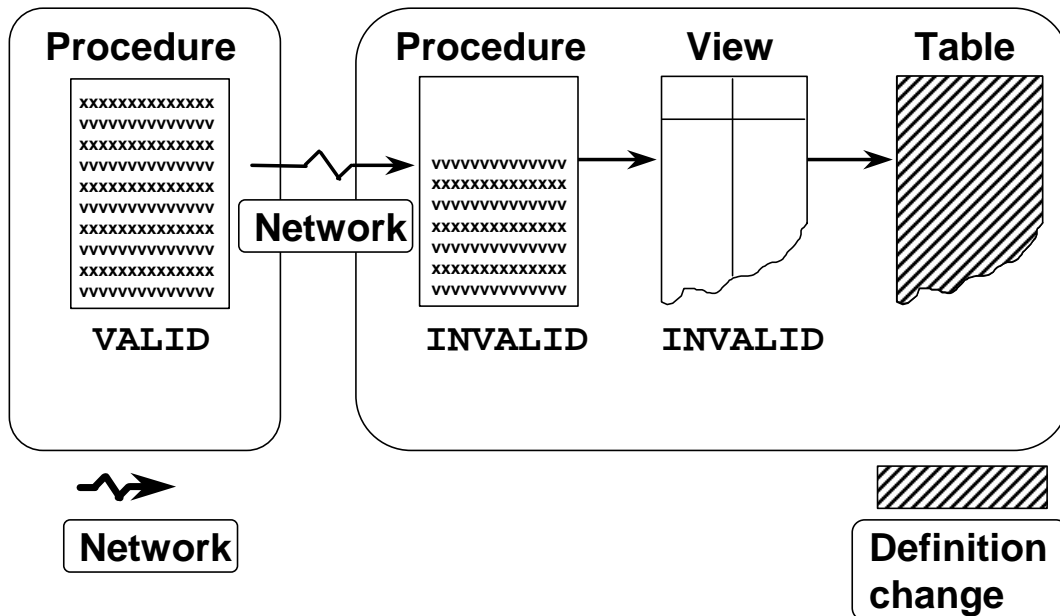 Procedure
Procedure
View
Table
xxxxxxxxxxxxxx
vvvvvvvvvvvvvv
xxxxxxxxxxxxxx
vvvvvvvvvvvvvv
xxxxxxxxxxxxxx
vvvvvvvvvvvvvv
xxxxxxxxxxxxxx
vvvvvvvvvvvvvv
xxxxxxxxxxxxxx
vvvvvvvvvvvvvv
Network
vvvvvvvvvvvvvv
xxxxxxxxxxxxxx
vvvvvvvvvvvvvv
xxxxxxxxxxxxxx
vvvvvvvvvvvvvv
xxxxxxxxxxxxxx
vvvvvvvvvvvvvv
VALID
INVALID
INVALID
Network
Definition
change